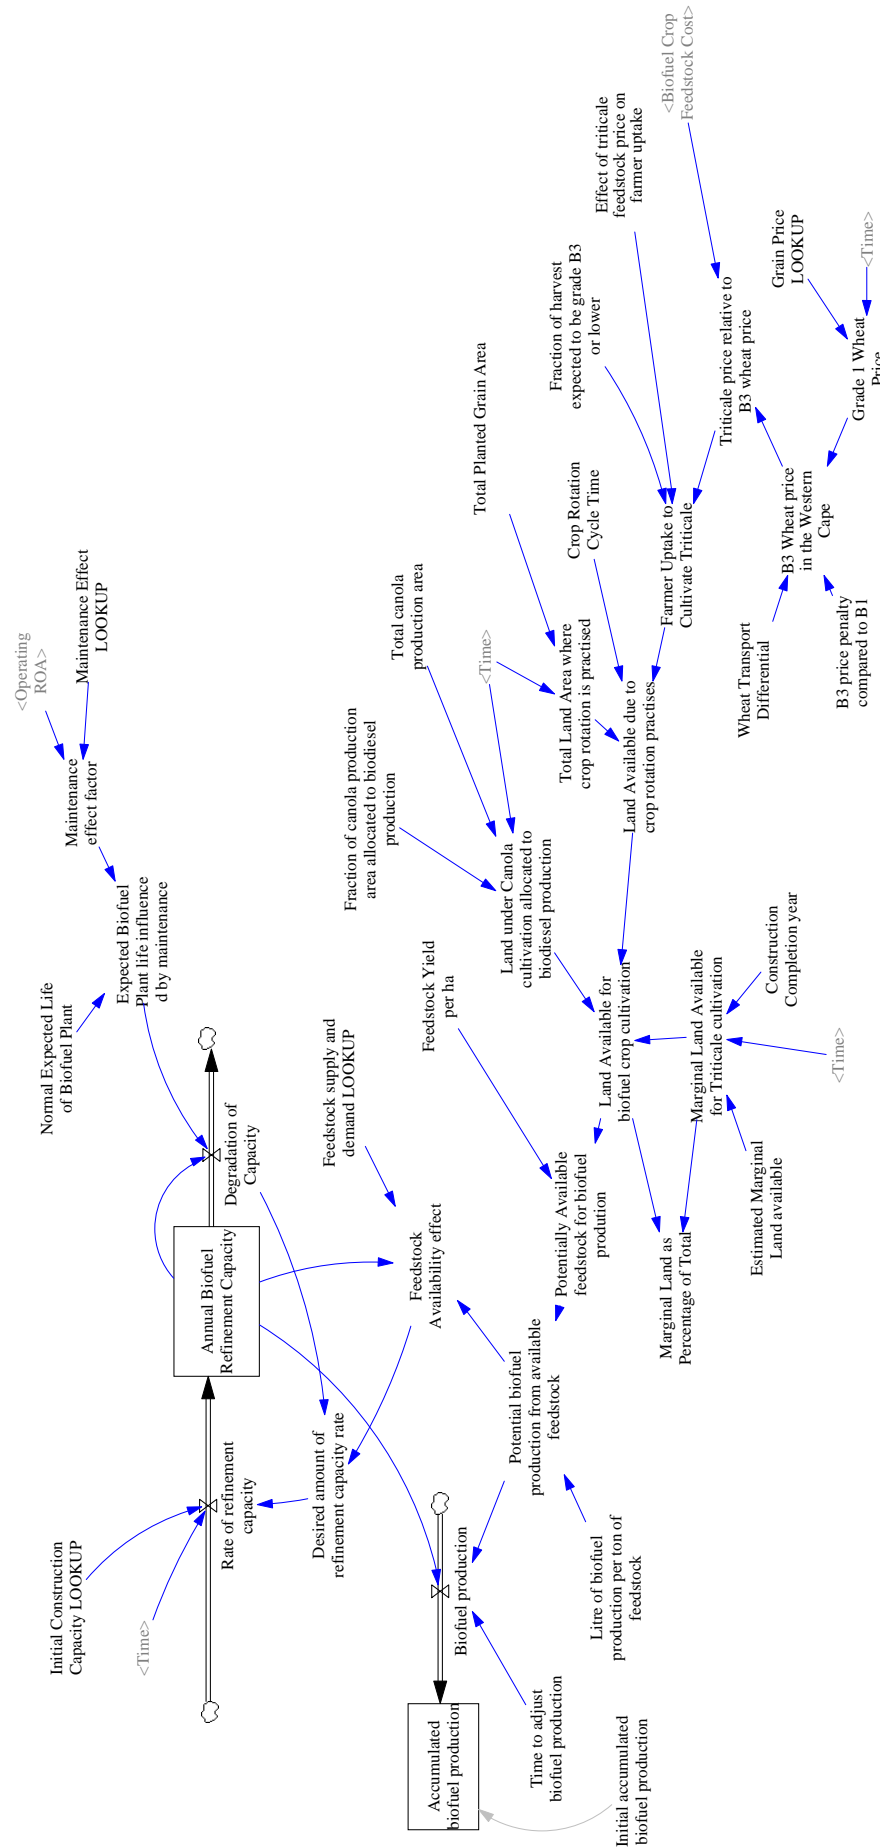 <Operating
ROA>
Maintenance Effect
LOOKUP
Maintenance
effect factor
Normal Expected Life
of Biofuel Plant
Expected Biofuel
Plant life influence
d by maintenance
Degradation of
Capacity
Annual Biofuel
Refinement Capacity
Rate of refinement
capacity
Initial Construction
Capacity LOOKUP
<Time>
Desired amount of
refinement capacity rate
Feedstock supply and
demand LOOKUP
Feedstock
Availability effect
Accumulated
biofuel production
Biofuel production
Time to adjust
biofuel production
Initial accumulated
biofuel production
Litre of biofuel
production per ton of
feedstock
Potential biofuel
production from available
feedstock
Potentially Available
feedstock for biofuel
prodution
Feedstock Yield
per ha
Fraction of canola production
area allocated to biodiesel
production
Total canola
production area
<Time>
Land under Canola
cultivation allocated to
biodiesel production
Total Planted Grain Area
Total Land Area where
crop rotation is practised
Crop Rotation
Cycle Time
Land Available due to
crop rotation practises
Land Available for
biofuel crop cultivation
Marginal Land as
Percentage of Total
Marginal Land Available
for Triticale cultivation
Estimated Marginal
Land available
Construction
Completion year
<Time>
Fraction of harvest
expected to be grade B3
or lower
Effect of triticale
feedstock price on
farmer uptake
Farmer Uptake to
Cultivate Triticale
<Biofuel Crop
Feedstock Cost>
Triticale price relative to
B3 wheat price
Wheat Transport
Differential
B3 price penalty
compared to B1
B3 Wheat price
in the Western
Cape
Grain Price
LOOKUP
<Time>
Grade 1 Wheat
Price